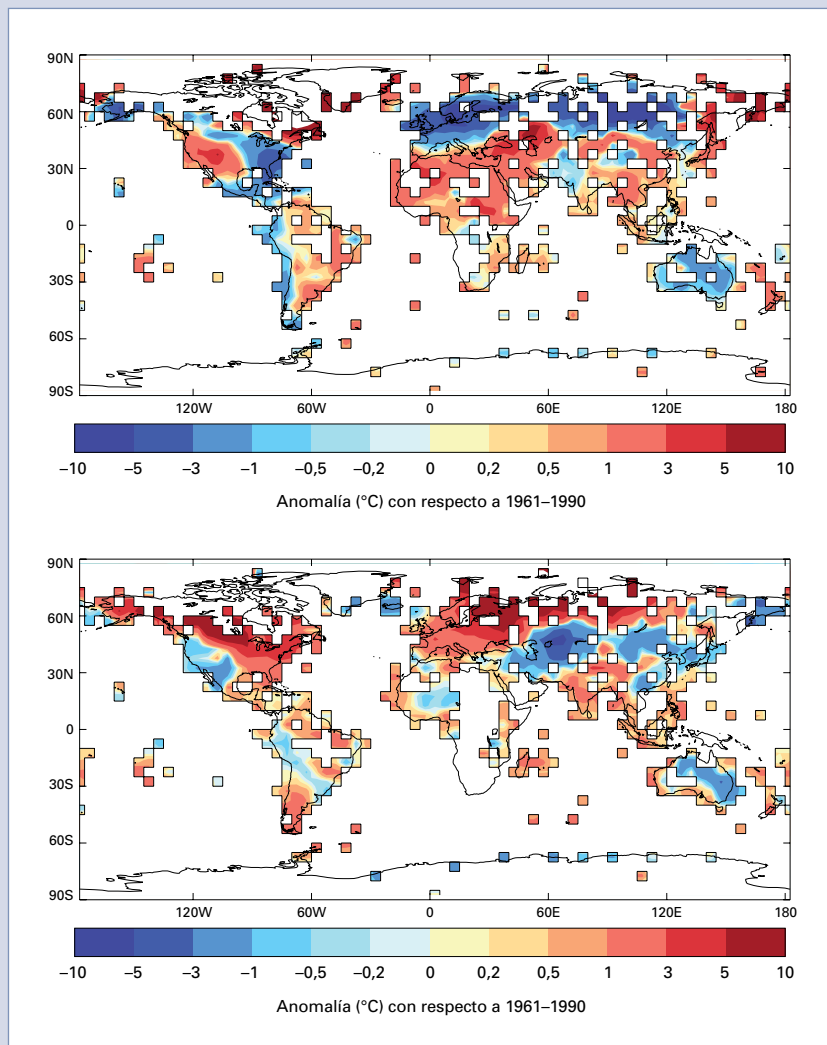 90N
60N
30N
0
30S
60S
90S
120W 60W 0 60E 120E 180
–10 –5 –3 –1 –0,5 –0,2 0 0,2 0,5 1 3 5 10
Anomalía (°C) con respecto a 1961–1990
90N
60N
30N
0
30S
60S
90S
120W 60W 0 60E 120E 180
–10 –5 –3 –1 –0,5 –0,2 0 0,2 0,5 1 3 5 10
Anomalía (°C) con respecto a 1961–1990